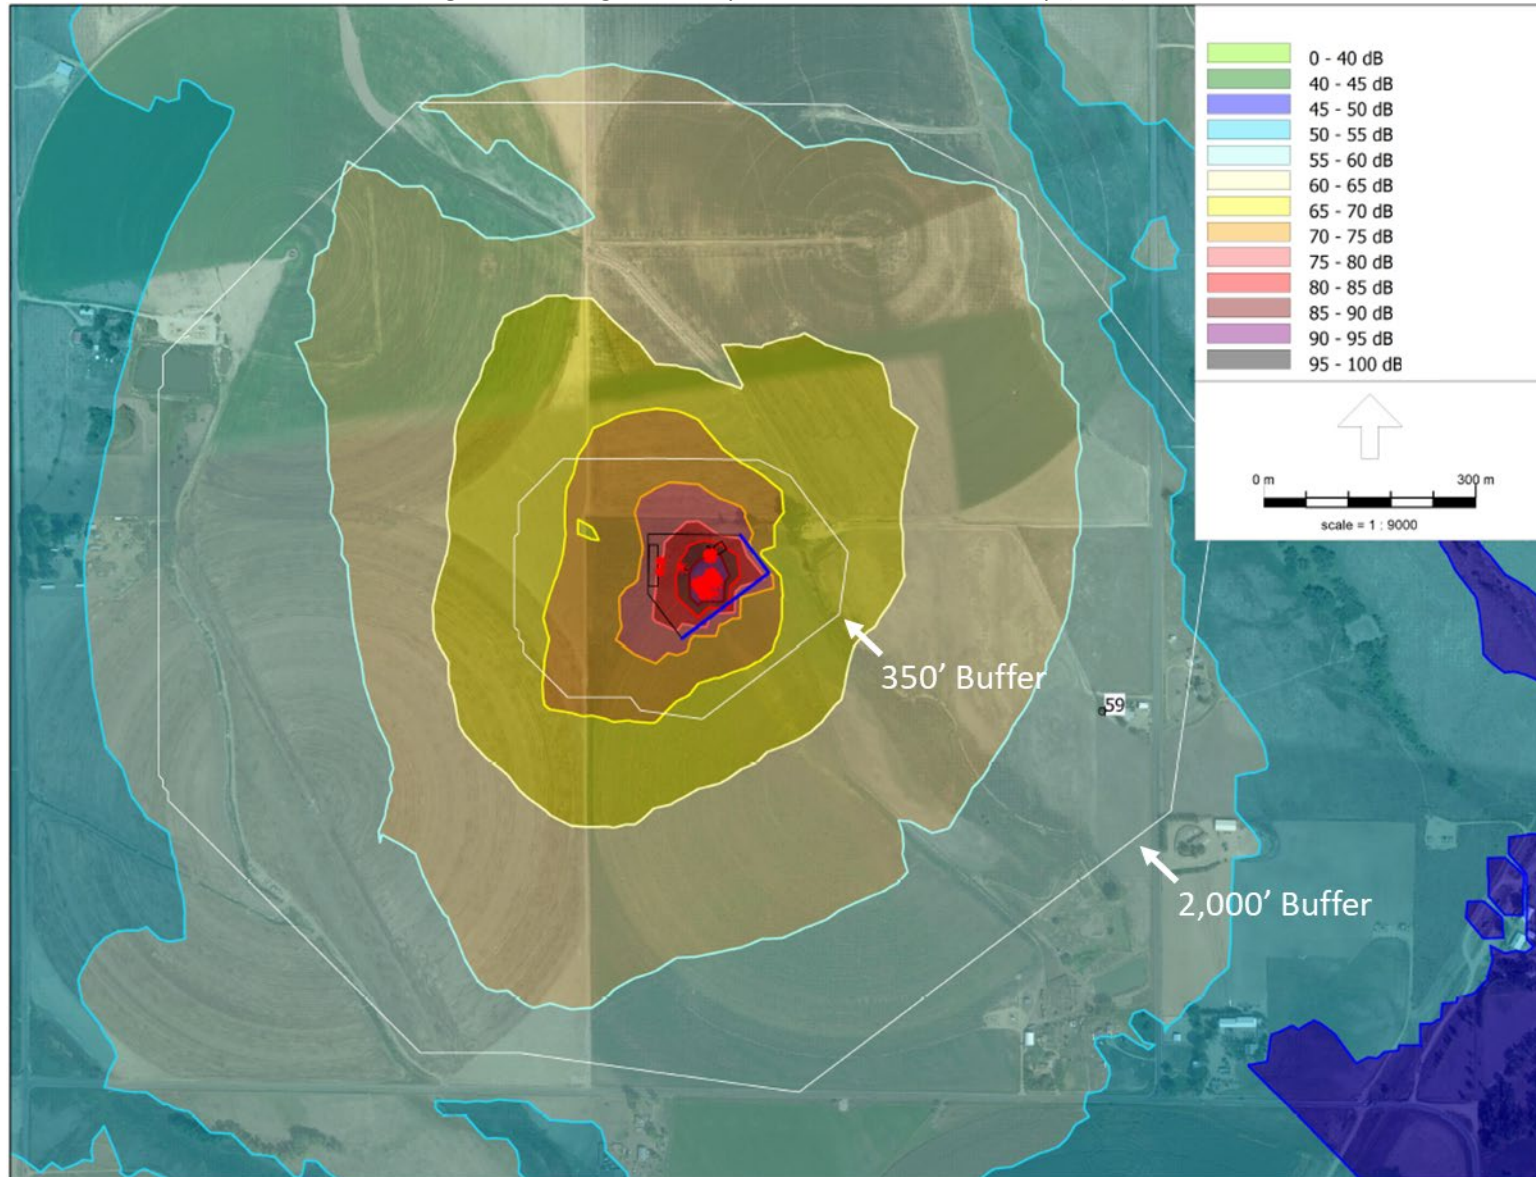 0 - 40 dB
40 - 45 dB
45 - 50 dB
50 - 55 dB
55 - 60 dB
60 - 65 dB
65 - 70 dB
70 - 75 dB
75 - 80 dB
80 - 85 dB
85 - 90 dB
90 - 95 dB
95 - 100 dB
0 m 300 m
scale = 1 : 9000
350' Buffer
59
2,000' Buffer